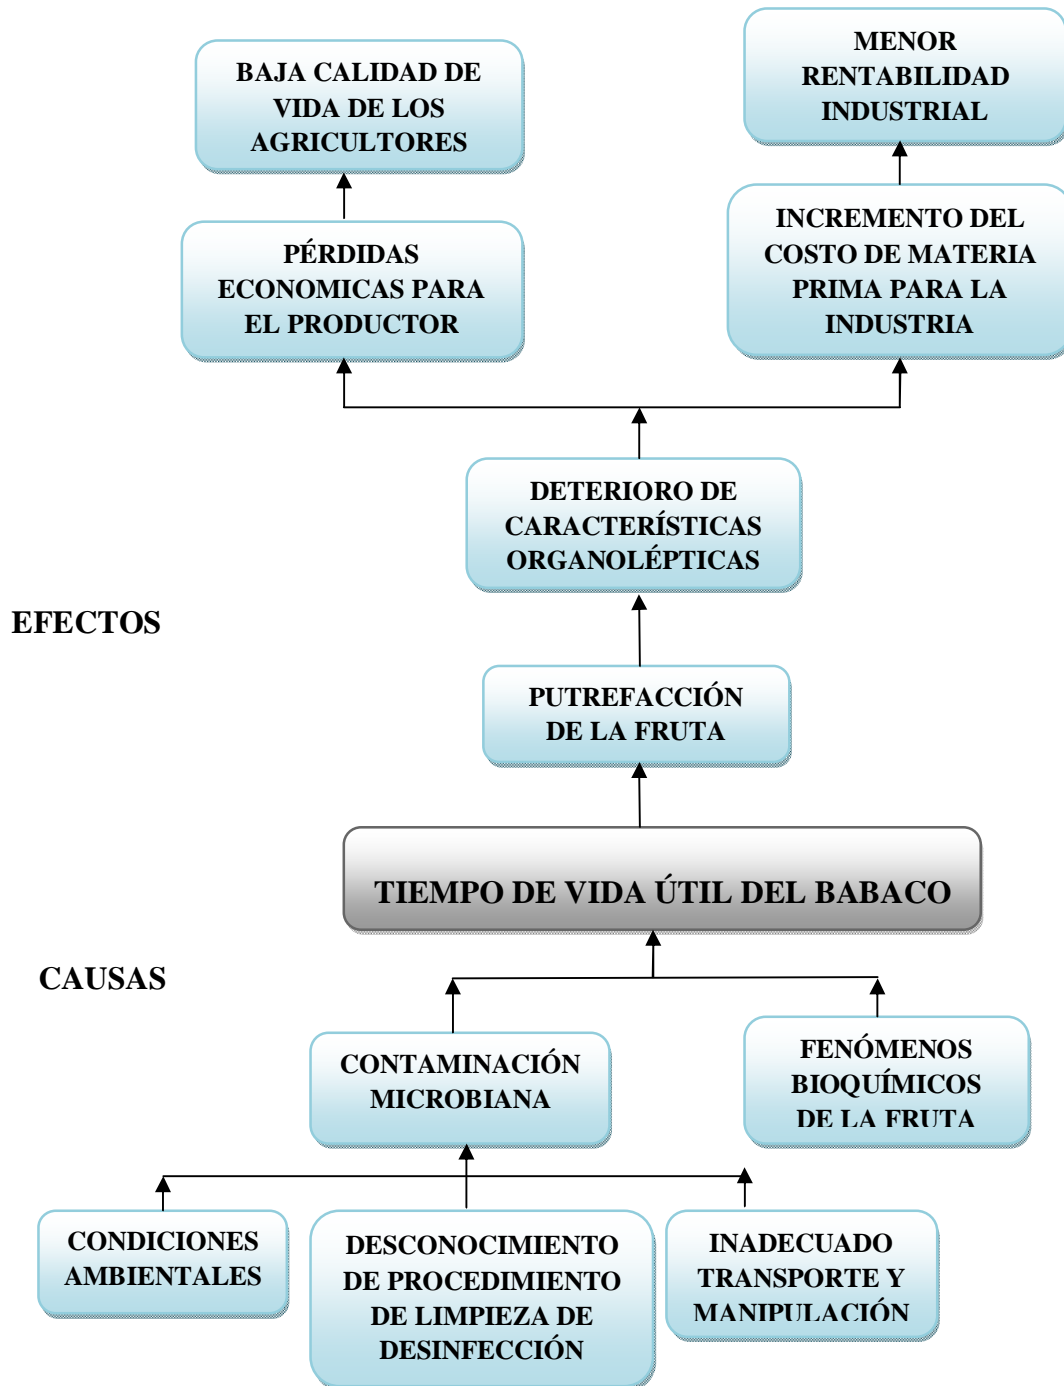 BAJA CALIDAD DE
VIDA DE LOS
AGRICULTORES
MENOR
RENTABILIDAD
INDUSTRIAL
PÉRDIDAS
ECONOMICAS PARA
EL PRODUCTOR
INCREMENTO DEL
COSTO DE MATERIA
PRIMA PARA LA
INDUSTRIA
DETERIORO DE
CARACTERÍSTICAS
ORGANOLÉPTICAS
EFECTOS
PUTREFACCIÓN
DE LA FRUTA
TIEMPO DE VIDA ÚTIL DEL BABACO
CAUSAS
CONTAMINACIÓN
MICROBIANA
FENÓMENOS
BIOQUÍMICOS
DE LA FRUTA
CONDICIONES
AMBIENTALES
DESCONOCIMIENTO
DE PROCEDIMIENTO
DE LIMPIEZA DE
DESINFECCIÓN
INADECUADO
TRANSPORTE Y
MANIPULACIÓN